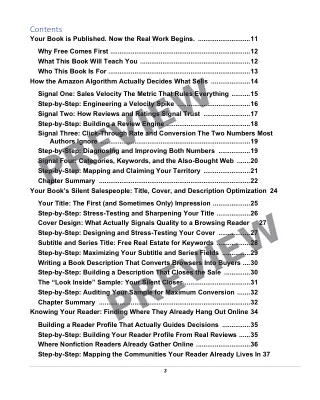 Contents
Your Book is Published. Now the Real Work Begins. ........................11
Why Free Comes First ..................................................................12
What This Book Will Teach You ....................................................12
Who This Book Is For ...................................................................13
How the Amazon Algorithm Actually Decides What Sells ..................14
Signal One: Sales Velocity The Metric That Rules Everything .........15
Step-by-Step: Engineering a Velocity Spike ...................................16
Signal Two: How Reviews and Ratings Signal Trust .......................17
Step-by-Step: Building a Review Engine ........................................18
Signal Three: Click-Through Rate and Conversion The Two Numbers Most
Authors Ignore .........................................................................19
Step-by-Step: Diagnosing and Improving Both Numbers ................19
Signal Four: Categories, Keywords, and the Also-Bought Web .......20
Step-by-Step: Mapping and Claiming Your Territory .......................21
Chapter Summary .......................................................................22
Your Book's Silent Salespeople: Title, Cover, and Description Optimization 24
Your Title: The First (and Sometimes Only) Impression ..................25
Step-by-Step: Stress-Testing and Sharpening Your Title ................26
Cover Design: What Actually Signals Quality to a Browsing Reader ..27
Step-by-Step: Designing and Stress-Testing Your Cover ................27
Subtitle and Series Title: Free Real Estate for Keywords ................28
Step-by-Step: Maximizing Your Subtitle and Series Fields .............29
Writing a Book Description That Converts Browsers Into Buyers ....30
Step-by-Step: Building a Description That Closes the Sale .............30
The "Look Inside" Sample: Your Silent Closer ................................31
Step-by-Step: Auditing Your Sample for Maximum Conversion .......32
Chapter Summary .......................................................................32
Knowing Your Reader: Finding Where They Already Hang Out Online 34
Building a Reader Profile That Actually Guides Decisions ..............35
Step-by-Step: Building Your Reader Profile From Real Reviews ......35
Where Nonfiction Readers Already Gather Online ..........................36
Step-by-Step: Mapping the Communities Your Reader Already Lives In 37
3
PREVIEW
PREVIEW